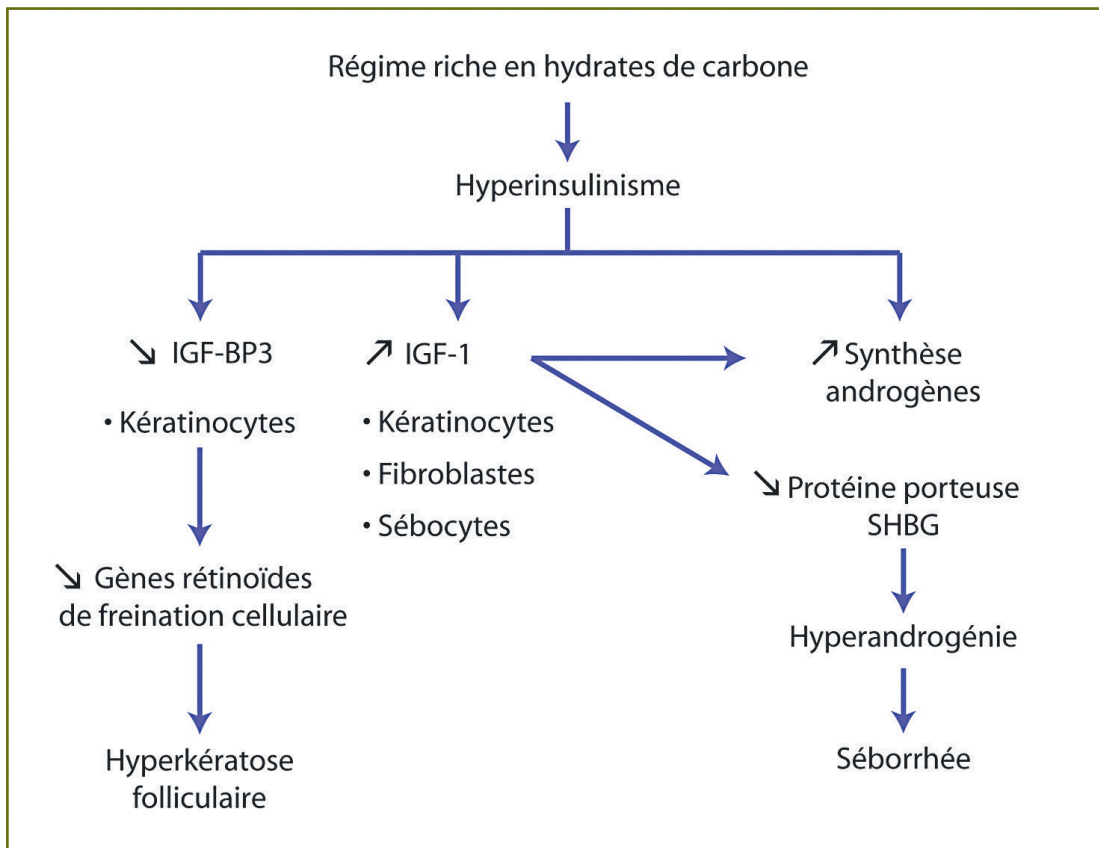 Régime riche en hydrates de carbone
Hyperinsulinisme
↘ IGF-BP3
• Kératinocytes
↘ Gènes rétinoïdes
de freination cellulaire
Hyperkératose
folliculaire
↗ IGF-1
• Kératinocytes
• Fibroblastes
• Sébocytes
↗ Synthèse
androgènes
↘ Protéine porteuse
SHBG
Hyperandrogénie
Séborrhée